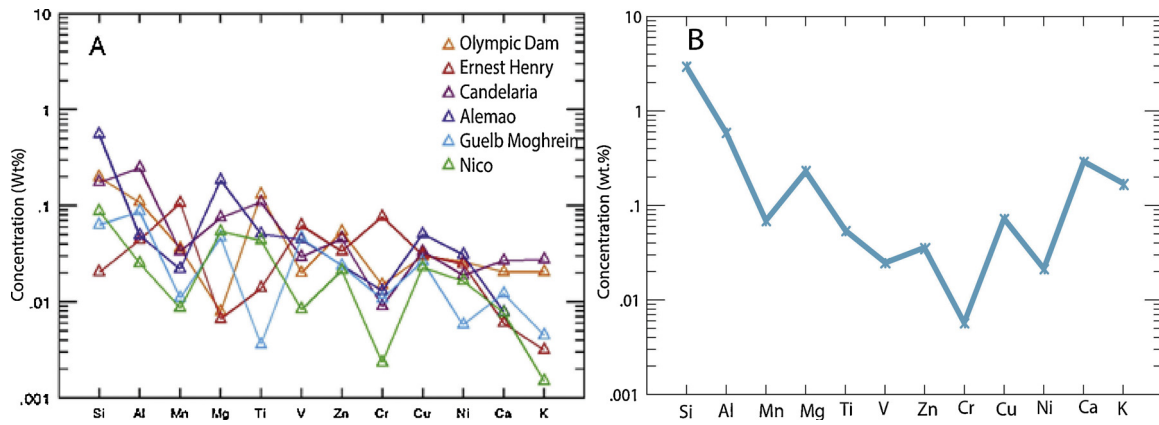 A
10
1
.1
.01
.001
Concentration (Wt%)
Olympic Dam
Ernest Henry
Candelaria
Alemao
Guelb Moghrein
Nico
Si Al Mn Mg Ti V Zn Cr Cu Ni Ca K
B
10
1
0.1
.01
.001
Concentration (wt.%)
Si Al Mn Mg Ti V Zn Cr Cu Ni Ca K